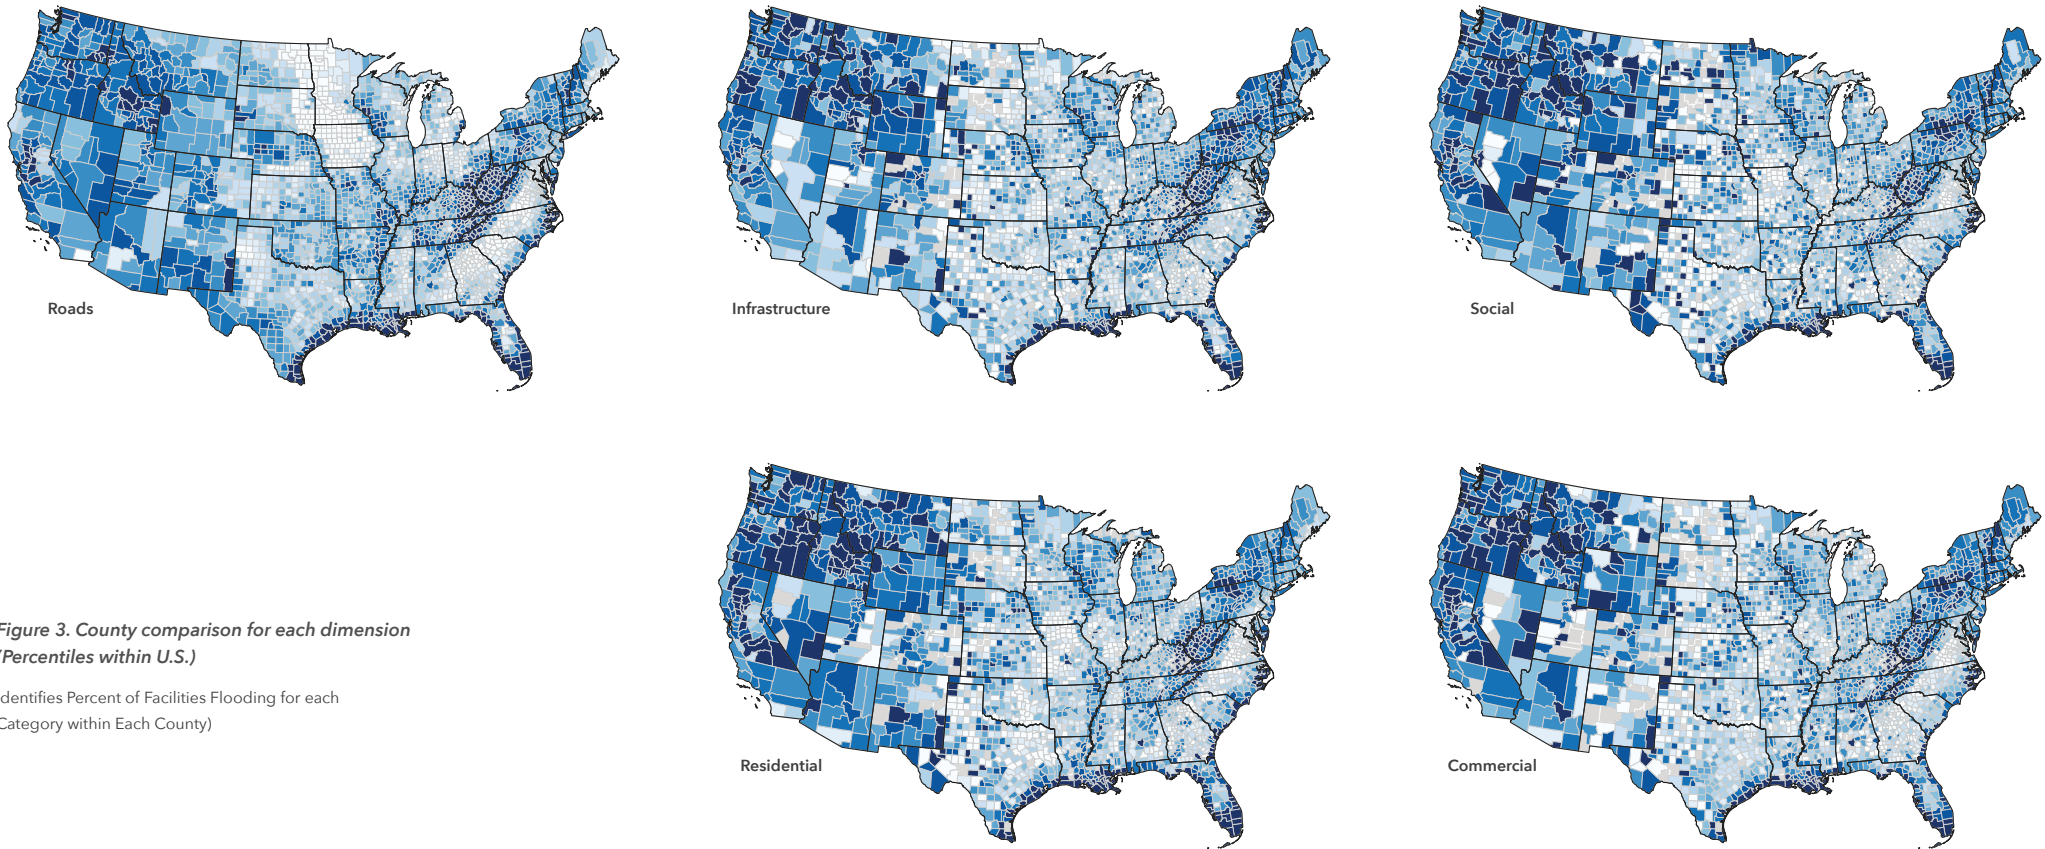 Roads
Infrastructure
Social
Residential
Commercial
Figure 3. County comparison for each dimension
(Percentiles within U.S.)
dentifies Percent of Facilities Flooding for each
Category within Each County)